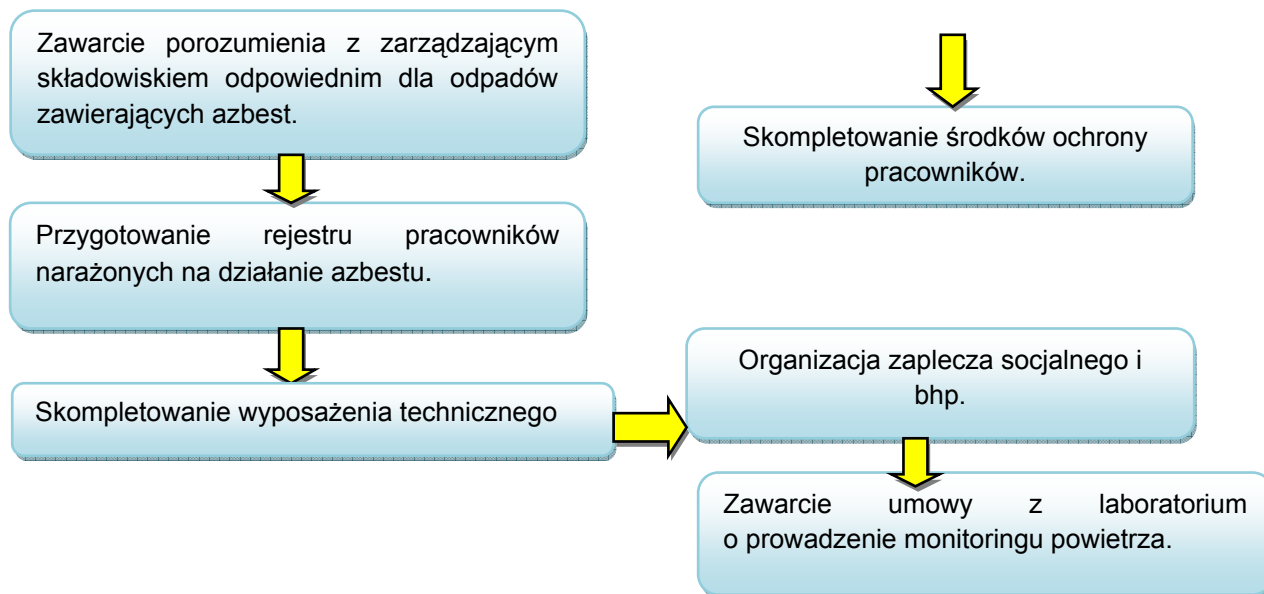 Zawarcie porozumienia z zarządzającym
składowiskiem odpowiednim dla odpadów
zawierających azbest.
Skompletowanie środków ochrony
pracowników.
Przygotowanie rejestru pracowników
narażonych na działanie azbestu.
Skompletowanie wyposażenia technicznego
Organizacja zaplecza socjalnego i
bhp.
Zawarcie umowy z laboratorium
o prowadzenie monitoringu powietrza.